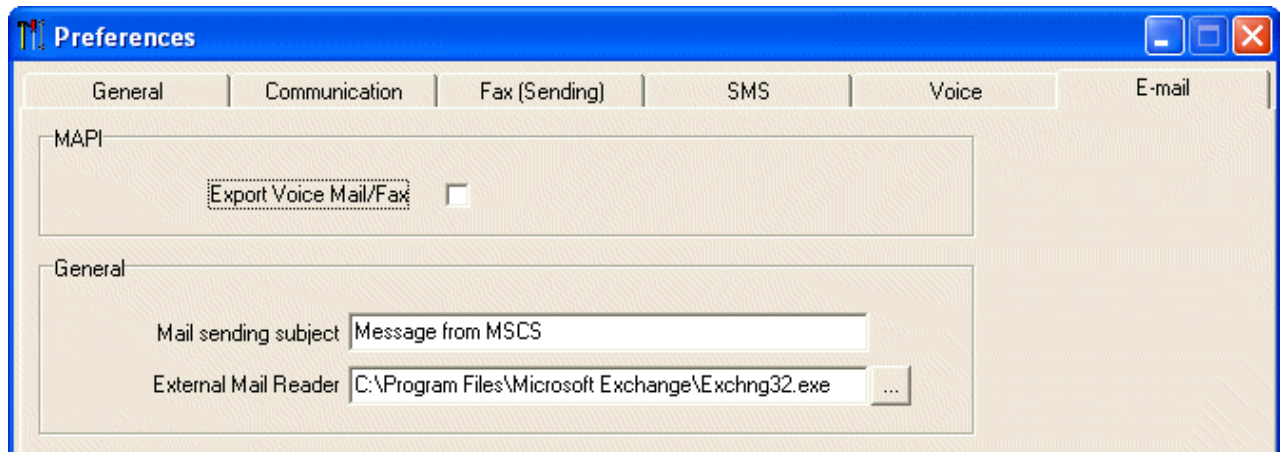 Preferences
General Communication Fax (Sending) SMS Voice E-mail
MAPI
Export Voice Mail/Fax
General
Mail sending subject Message from MSCS
External Mail Reader C:\Program Files\Microsoft Exchange\Exchng32.exe ...